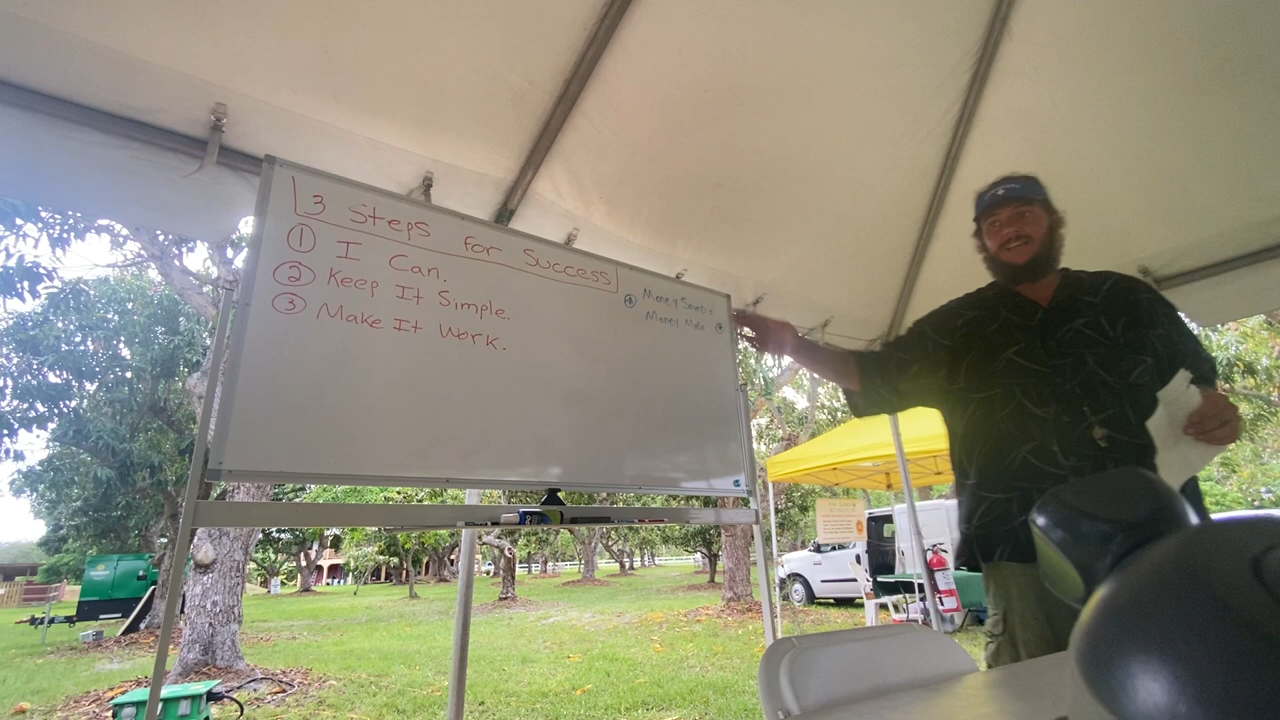 3 Steps for Success
1 I Can.
2 Keep It Simple.
3 Make It Work.
Money Saved =
Money Made